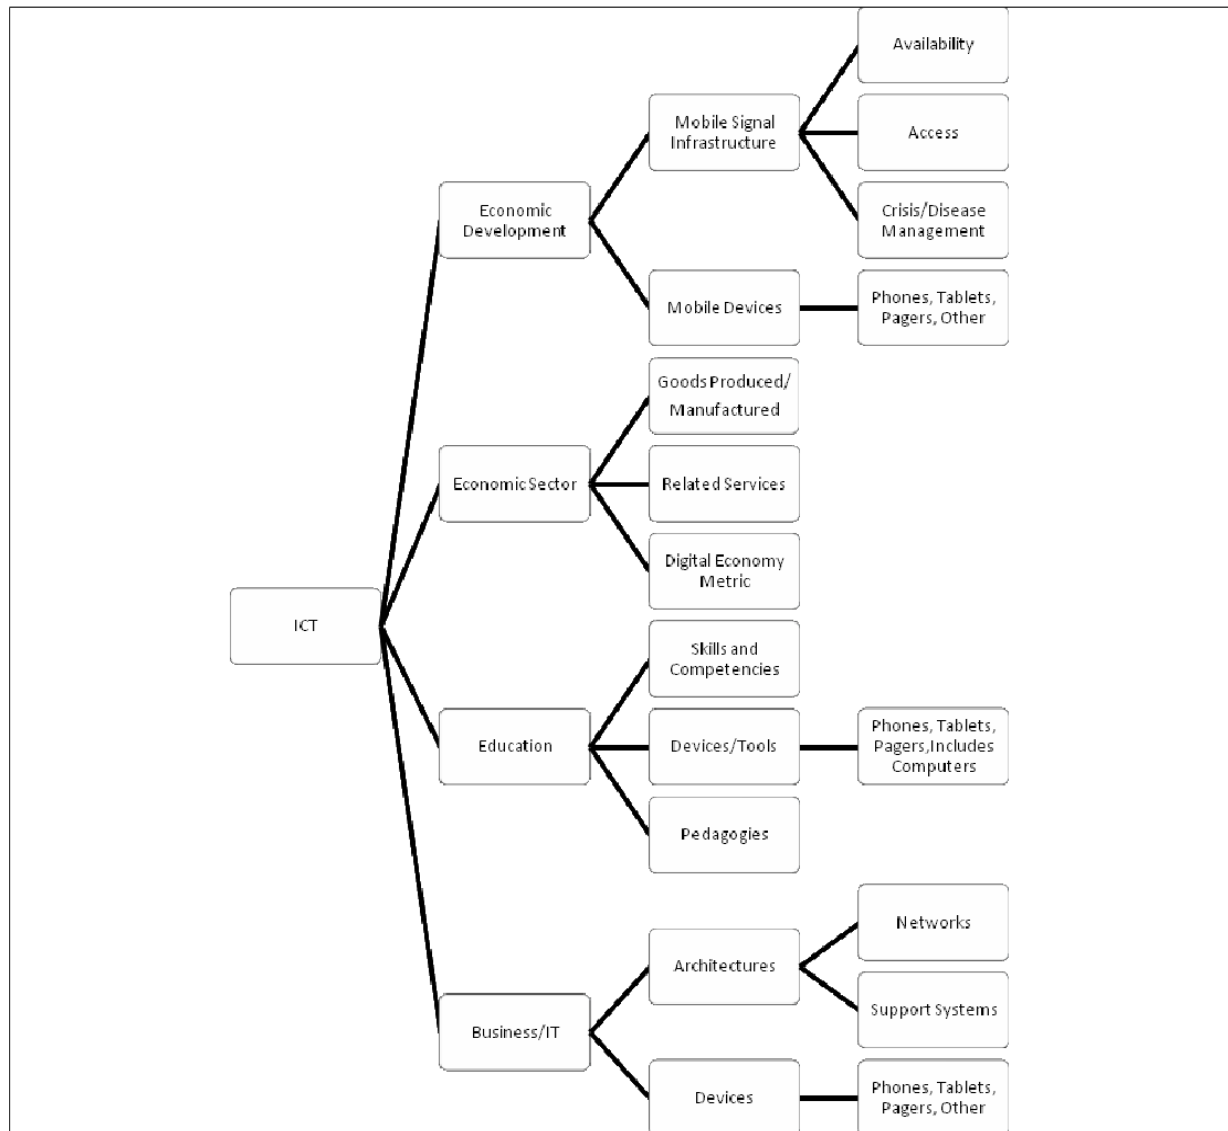 Availability
Mobile Signal
Infrastructure
Access
Economic
Development
Crisis/Disease
Management
Mobile Devices
Phones, Tablets,
Pagers, Other
Goods Produced/
Manufactured
Economic Sector
Related Services
Digital Economy
Metric
ICT
Skills and
Competencies
Education
Devices/Tools
Phones, Tablets,
Pagers,Includes
Computers
Pedagogies
Networks
Architectures
Support Systems
Business/IT
Devices
Phones, Tablets,
Pagers, Other